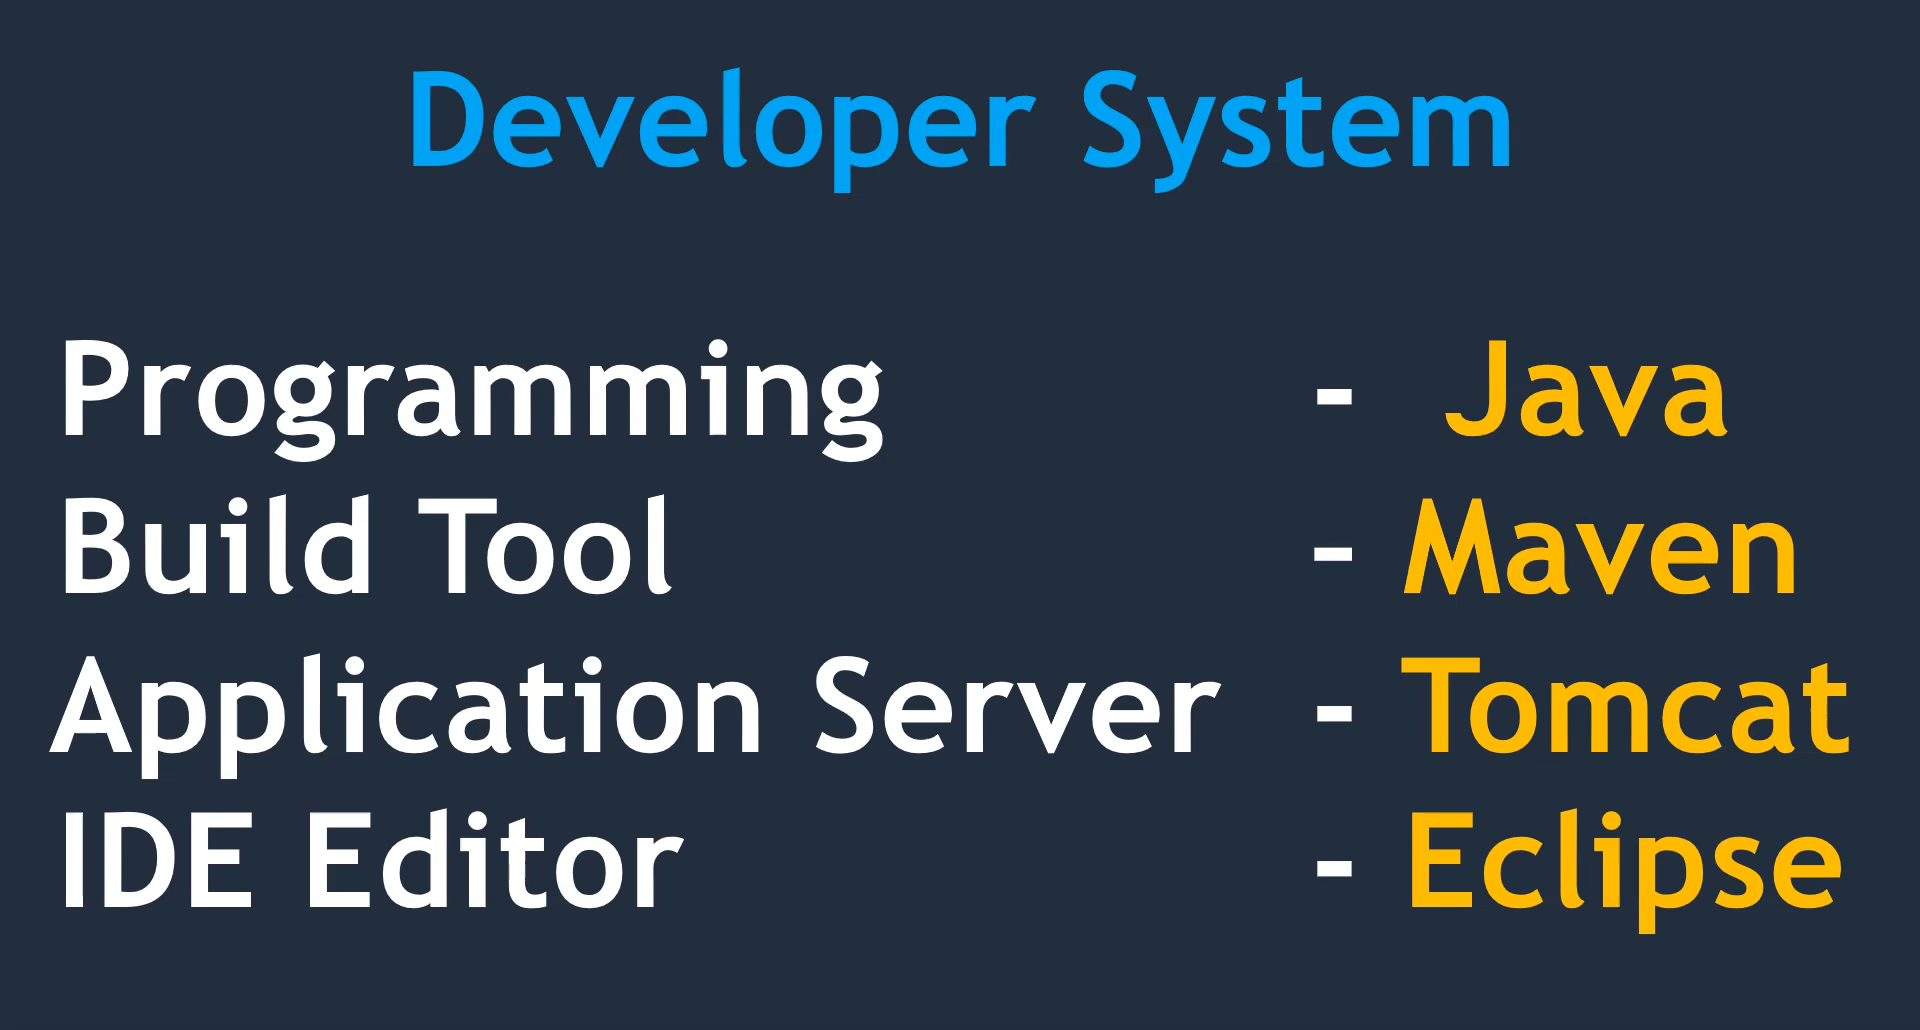 Developer System
Programming - Java
Build Tool - Maven
Application Server - Tomcat
IDE Editor - Eclipse